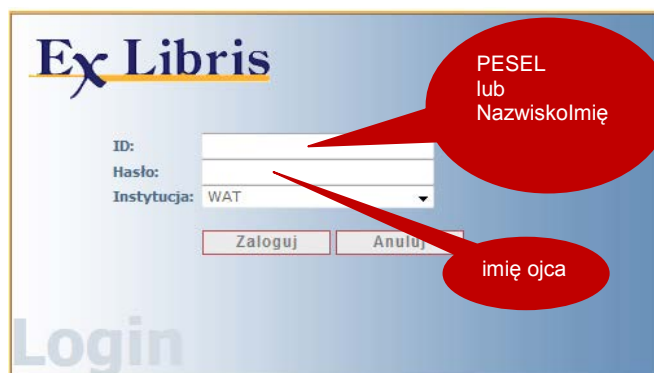 Ex Libris
PESEL
lub
NazwiskoImię
ID:
Hasło:
Instytucja: WAT
Zaloguj Anuluj
imię ojca
Login